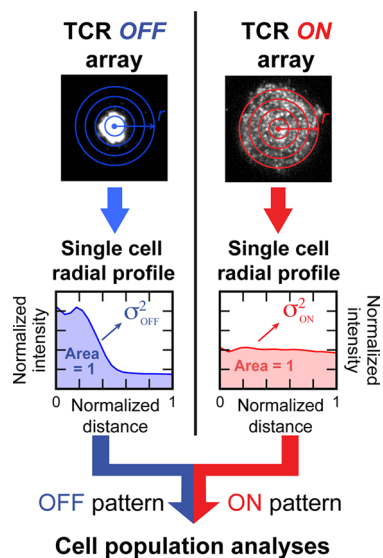 TCR OFF
array
TCR ON
array
r
r
Single cell
radial profile
Single cell
radial profile
Normalized
intensity
σ²OFF
Area
= 1
0
1
Normalized
distance
σ²ON
Area = 1
0
1
Normalized
distance
Normalized
intensity
OFF pattern
ON pattern
Cell population analyses